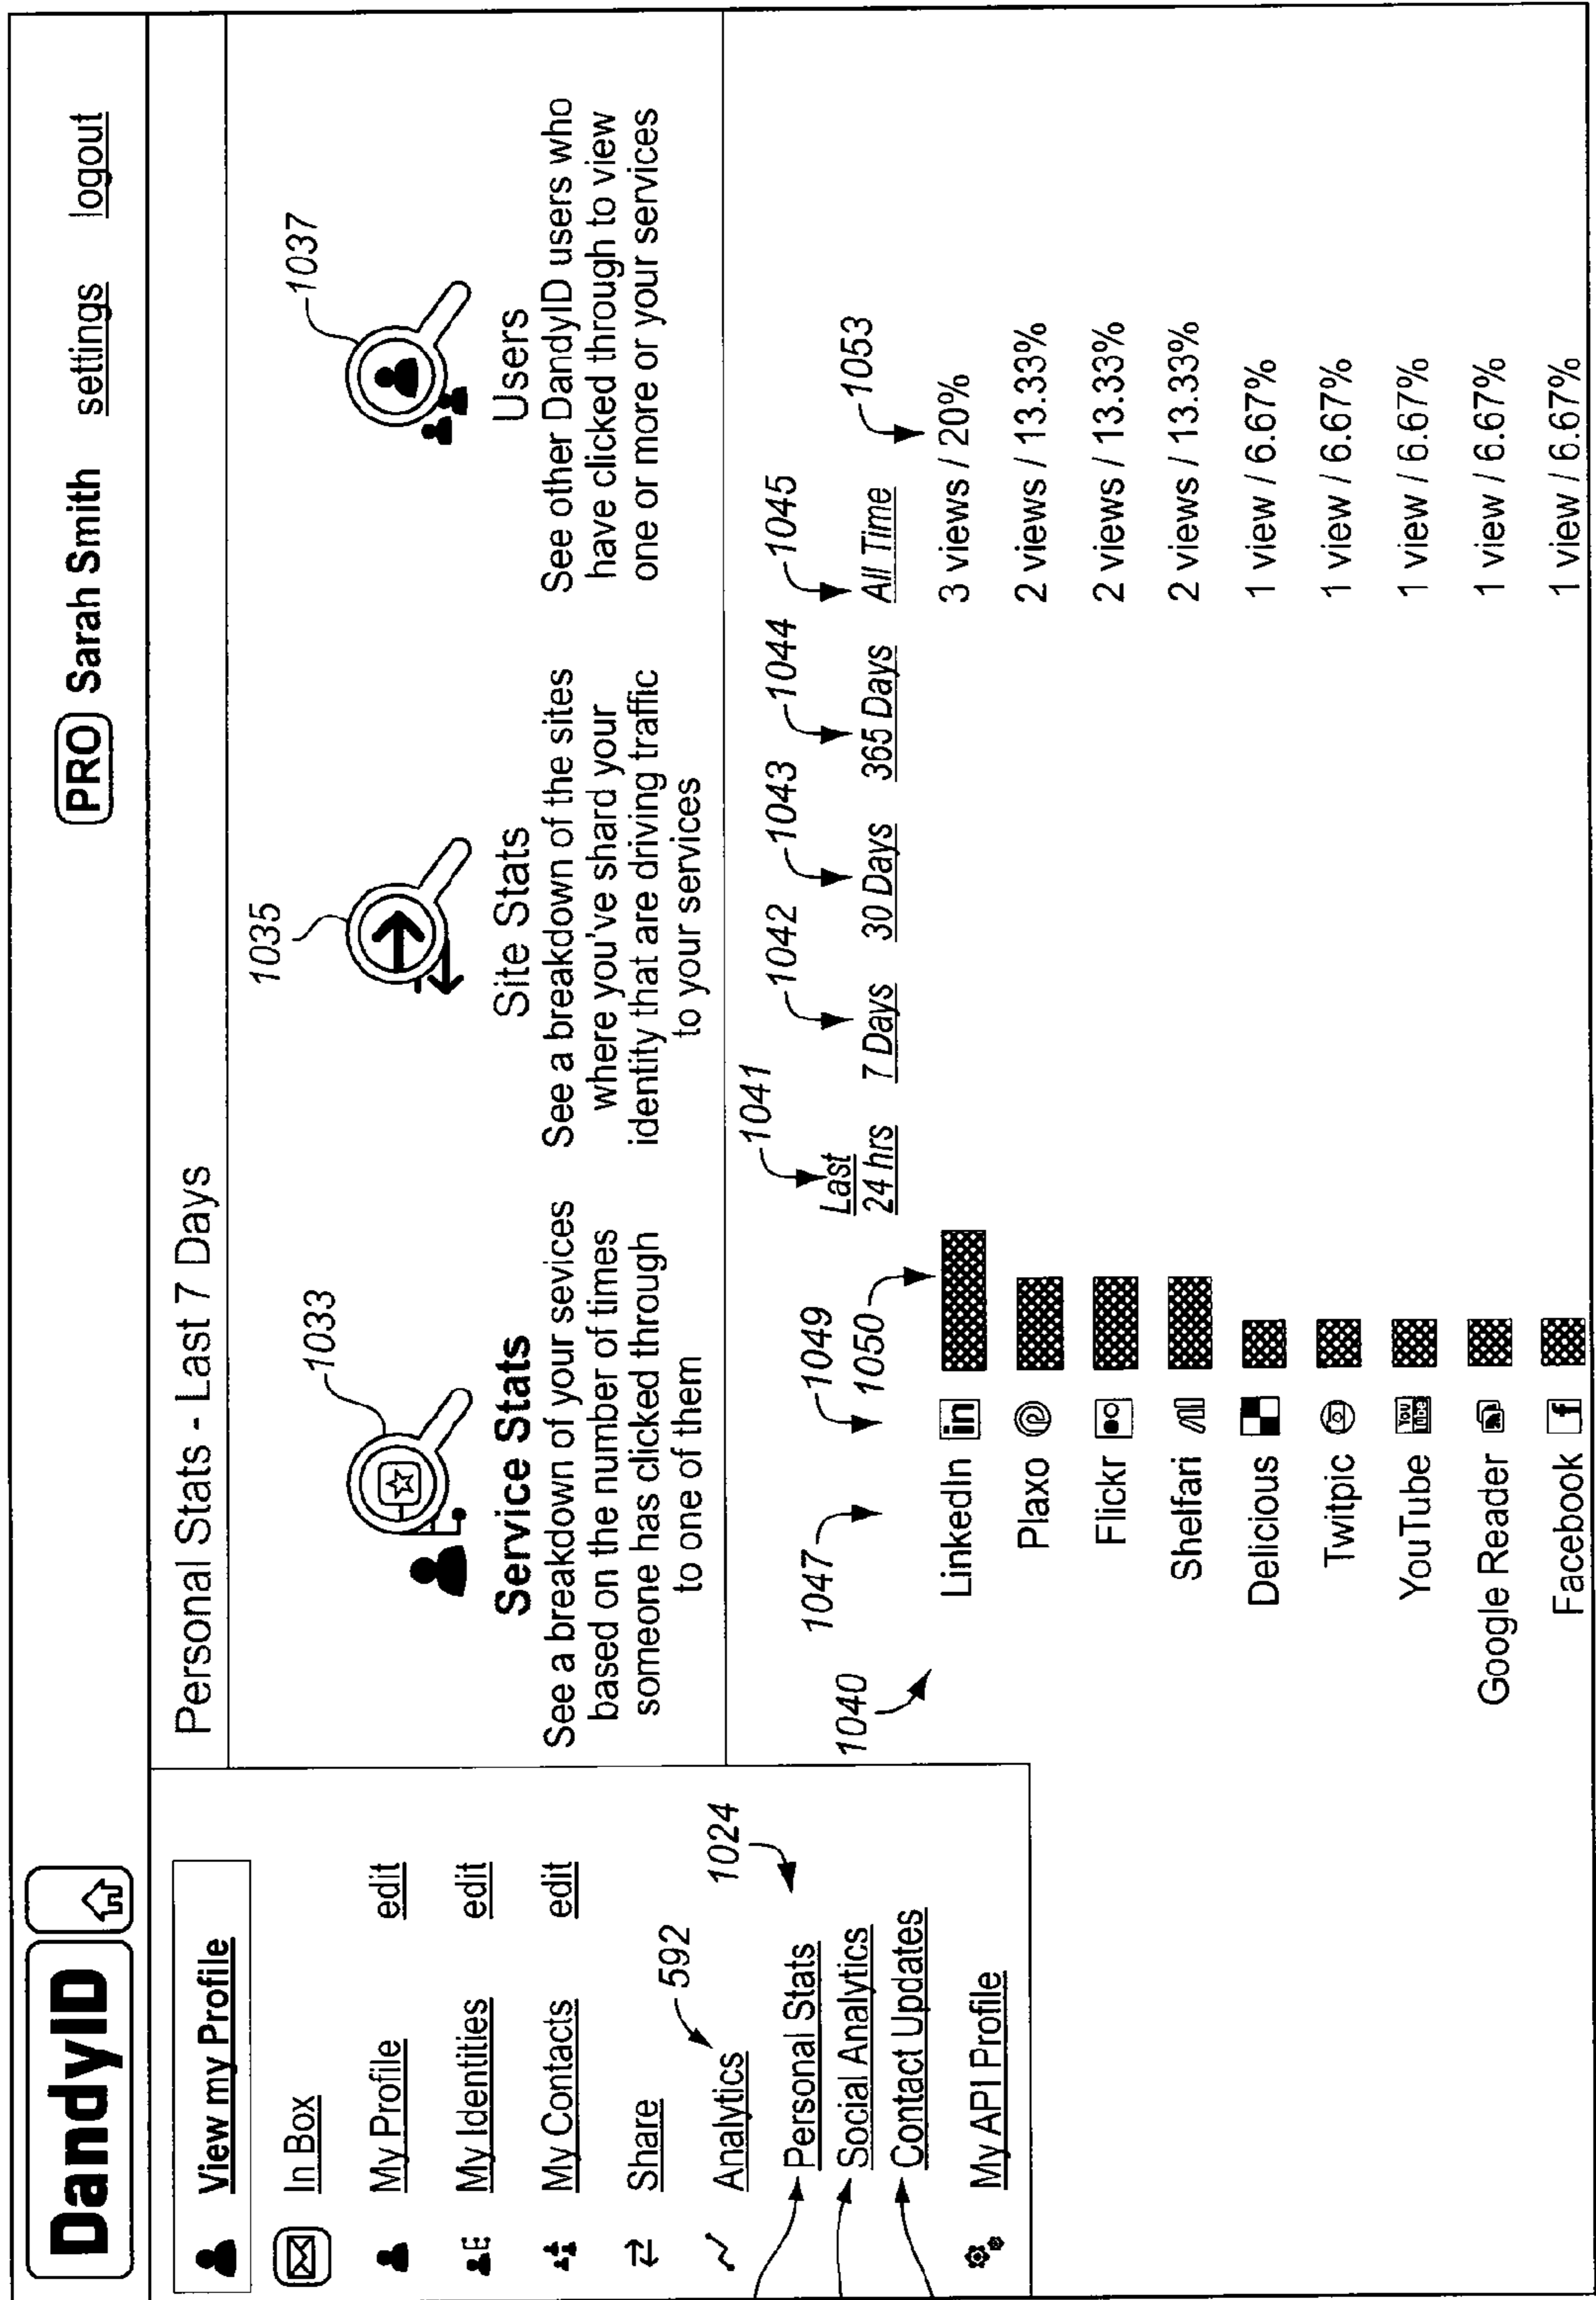 DandyID
PRO Sarah Smith settings logout
View my Profile
In Box
My Profile edit
My Identities edit
My Contacts edit
Share
Analytics
592
1024
Personal Stats
Social Analytics
Contact Updates
My API Profile
Personal Stats - Last 7 Days
1033
Service Stats
See a breakdown of your sevices
based on the number of times
someone has clicked through
to one of them
1035
Site Stats
See a breakdown of the sites
where you've shard your
identity that are driving traffic
to your services
1037
Users
See other DandyID users who
have clicked through to view
one or more or your services
1040
1047
1049
1050
1041
1042
1043
1044
1045
1053
Last
24 hrs 7 Days 30 Days 365 Days All Time
LinkedIn in 3 views / 20%
Plaxo 2 views / 13.33%
Flickr 2 views / 13.33%
Shelfari 2 views / 13.33%
Delicious 1 view / 6.67%
Twitpic 1 view / 6.67%
YouTube You Tube 1 view / 6.67%
Google Reader 1 view / 6.67%
Facebook f 1 view / 6.67%